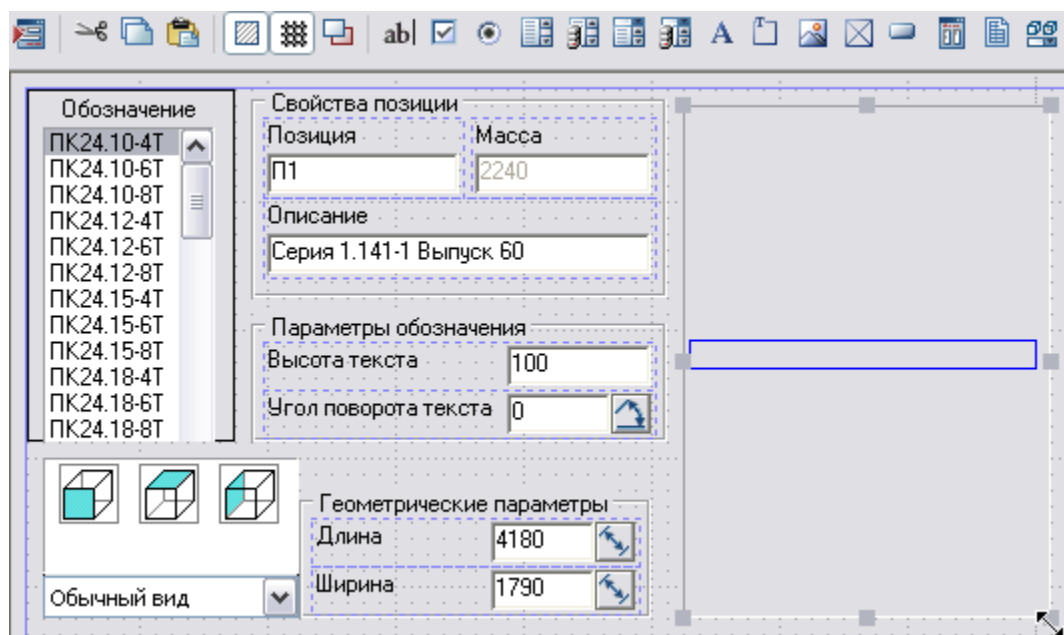 ab|
A
Обозначение
ПК24.10-4Т
ПК24.10-6Т
ПК24.10-8Т
ПК24.12-4Т
ПК24.12-6Т
ПК24.12-8Т
ПК24.15-4Т
ПК24.15-6Т
ПК24.15-8Т
ПК24.18-4Т
ПК24.18-6Т
ПК24.18-8Т
Свойства позиции
Позиция Масса
П1 2240
Описание
Серия 1.141-1 Выпуск 60
Параметры обозначения
Высота текста 100
Угол поворота текста 0
Обычный вид
Геометрические параметры
Длина 4180
Ширина 1790